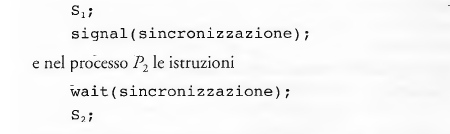 S₁;
signal(sincronizzazione);
e nel processo P₂ le istruzioni
wait(sincronizzazione);
S₂;